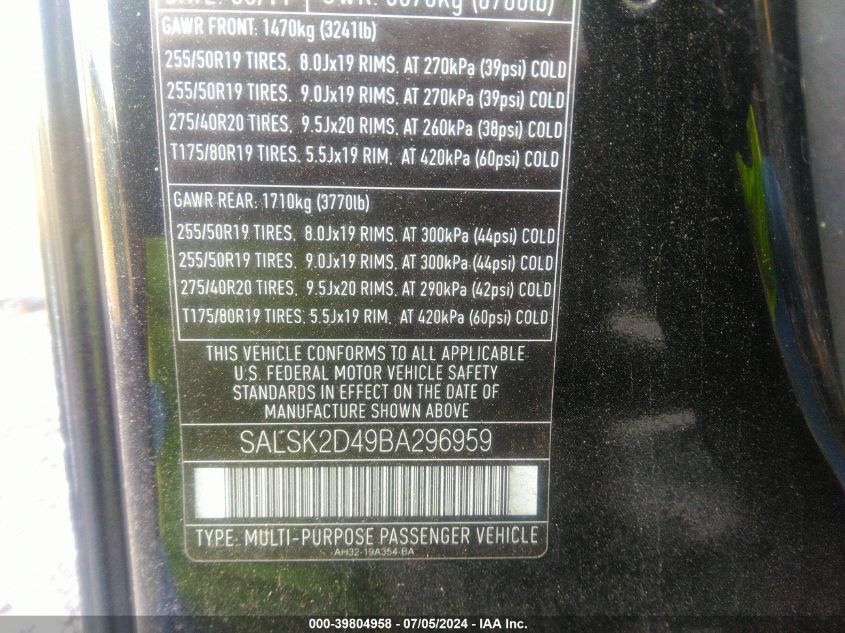 GAWR FRONT: 1470kg (3241lb)
255/50R19 TIRES, 8.0Jx19 RIMS, AT 270kPa (39psi) COLD
255/50R19 TIRES, 9.0Jx19 RIMS, AT 270kPa (39psi) COLD
275/40R20 TIRES, 9.5Jx20 RIMS, AT 260kPa (38psi) COLD
T175/80R19 TIRES, 5.5Jx19 RIM, AT 420kPa (60psi) COLD
GAWR REAR: 1710kg (3770lb)
255/50R19 TIRES, 8.0Jx19 RIMS, AT 300kPa (44psi) COLD
255/50R19 TIRES, 9.0Jx19 RIMS, AT 300kPa (44psi) COLD
275/40R20 TIRES, 9.5Jx20 RIMS, AT 290kPa (42psi) COLD
T175/80R19 TIRES, 5.5Jx19 RIM, AT 420kPa (60psi) COLD
THIS VEHICLE CONFORMS TO ALL APPLICABLE
U.S. FEDERAL MOTOR VEHICLE SAFETY
STANDARDS IN EFFECT ON THE DATE OF
MANUFACTURE SHOWN ABOVE
SALSK2D49BA296959
TYPE: MULTI-PURPOSE PASSENGER VEHICLE
AH32-19A354-BA
000-39804958 - 07/05/2024 - IAA Inc.